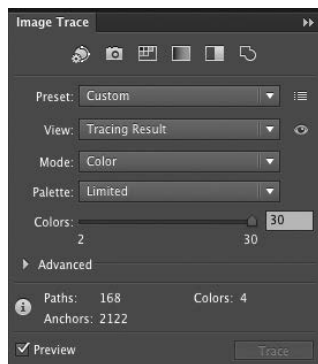 Image Trace
Preset: Custom
View: Tracing Result
Mode: Color
Palette: Limited
Colors: 30
2 30
Advanced
Paths: 168 Colors: 4
Anchors: 2122
Preview Trace